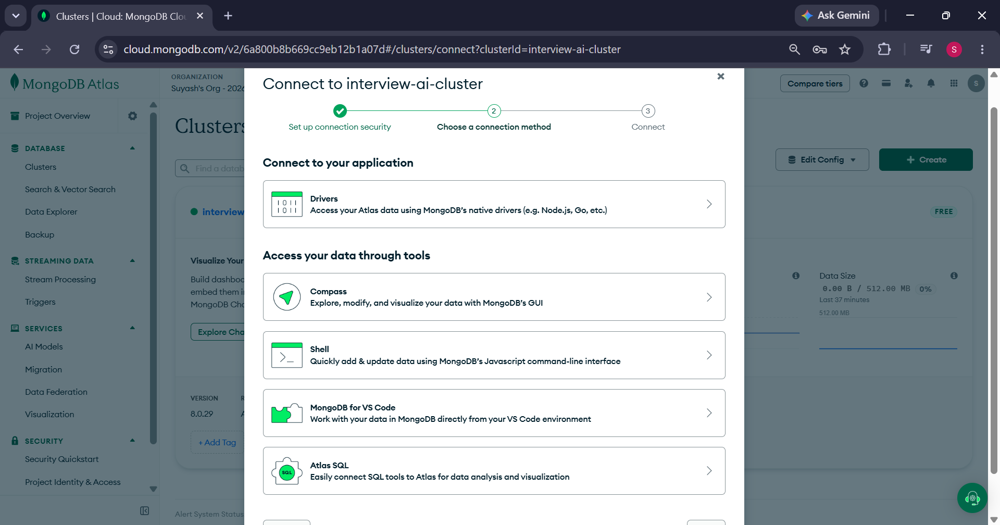 Clusters | Cloud: MongoDB Clou
Ask Gemini
cloud.mongodb.com/v2/6a800b8b669cc9eb12b1a07d#/clusters/connect?clusterId=interview-ai-cluster
S
MongoDB Atlas
ORGANIZATION
Suyash's Org - 2026
Compare tiers
S
Project Overview
DATABASE
Clusters
Search & Vector Search
Data Explorer
Backup
STREAMING DATA
Stream Processing
Triggers
SERVICES
AI Models
Migration
Data Federation
Visualization
SECURITY
Security Quickstart
Project Identity & Access
Clusters
Find a datab
interview
Visualize Your
Build dashboa
embed them i
MongoDB Cha
Explore Cha
VERSION
8.0.29
+ Add Tag
Alert System Status
Connect to interview-ai-cluster
2
3
Set up connection security
Choose a connection method
Connect
Connect to your application
Drivers
Access your Atlas data using MongoDB's native drivers (e.g. Node.js, Go, etc.)
Access your data through tools
Compass
Explore, modify, and visualize your data with MongoDB's GUI
Shell
Quickly add & update data using MongoDB's Javascript command-line interface
MongoDB for VS Code
Work with your data in MongoDB directly from your VS Code environment
SQL
Atlas SQL
Easily connect SQL tools to Atlas for data analysis and visualization
Edit Config
+ Create
FREE
Data Size
0.00 B / 512.00 MB 0%
Last 37 minutes
512.00 MB